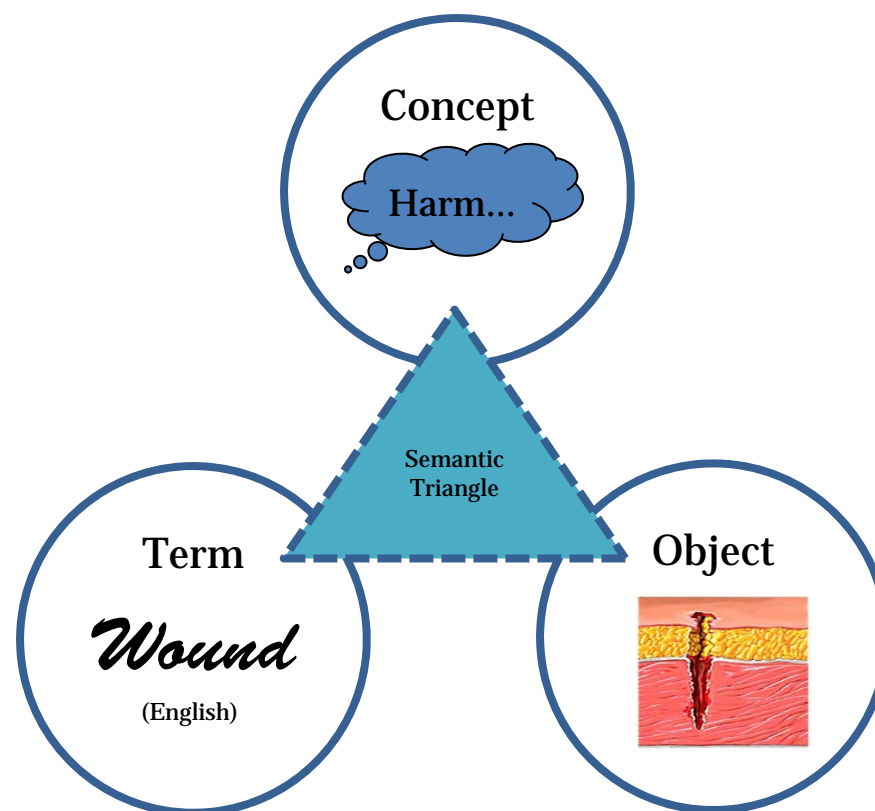 Concept
Harm...
Semantic
Triangle
Term
Object
Wound
(English)